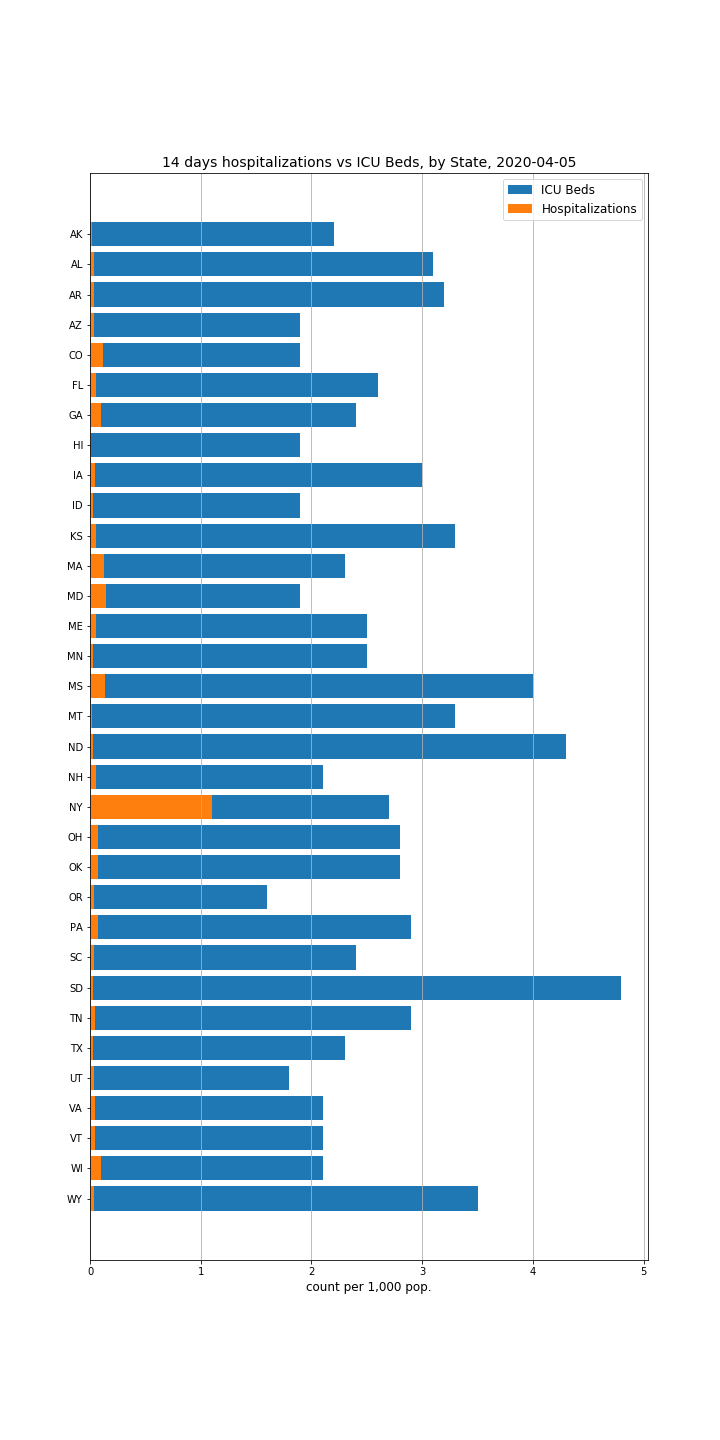 14 days hospitalizations vs ICU Beds, by State, 2020-04-05
ICU Beds
Hospitalizations
AK
AL
AR
AZ
CO
FL
GA
HI
IA
ID
KS
MA
MD
ME
MN
MS
MT
ND
NH
NY
OH
OK
OR
PA
SC
SD
TN
TX
UT
VA
VT
WI
WY
0 1 2 3 4 5
count per 1,000 pop.